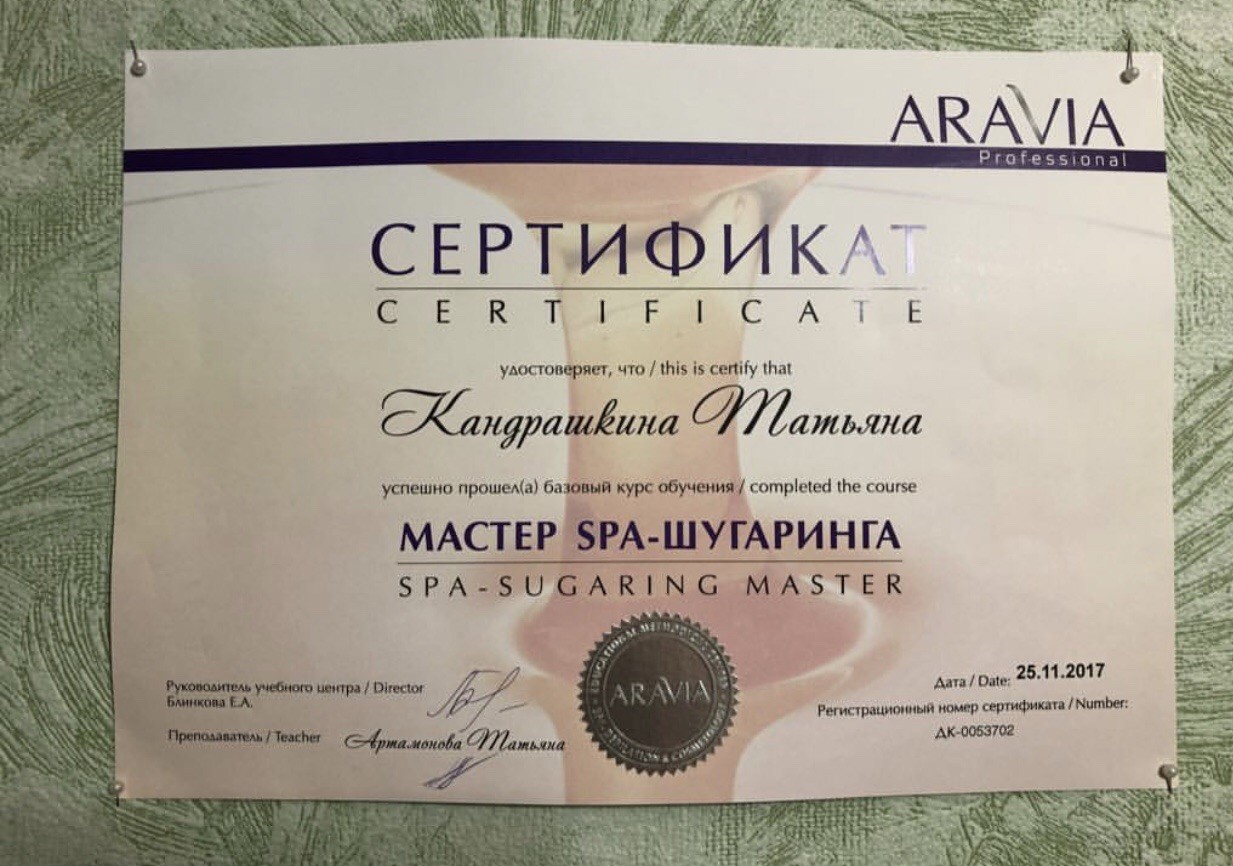 ARAVIA
Professional
СЕРТИФИКАТ
CERTIFICATE
удостоверяет, что / this is certify that
Кандрашкина Татьяна
успешно прошел(а) базовый курс обучения / completed the course
МАСТЕР SPA-ШУГАРИНГА
SPA-SUGARING MASTER
Руководитель учебного центра / Director
Блинкова Е.А.
Преподаватель / Teacher Артамонова Татьяна
EDUCATIONAL
ARAVIA
Дата / Date: 25.11.2017
Регистрационный номер сертификата / Number:
ДК-0053702